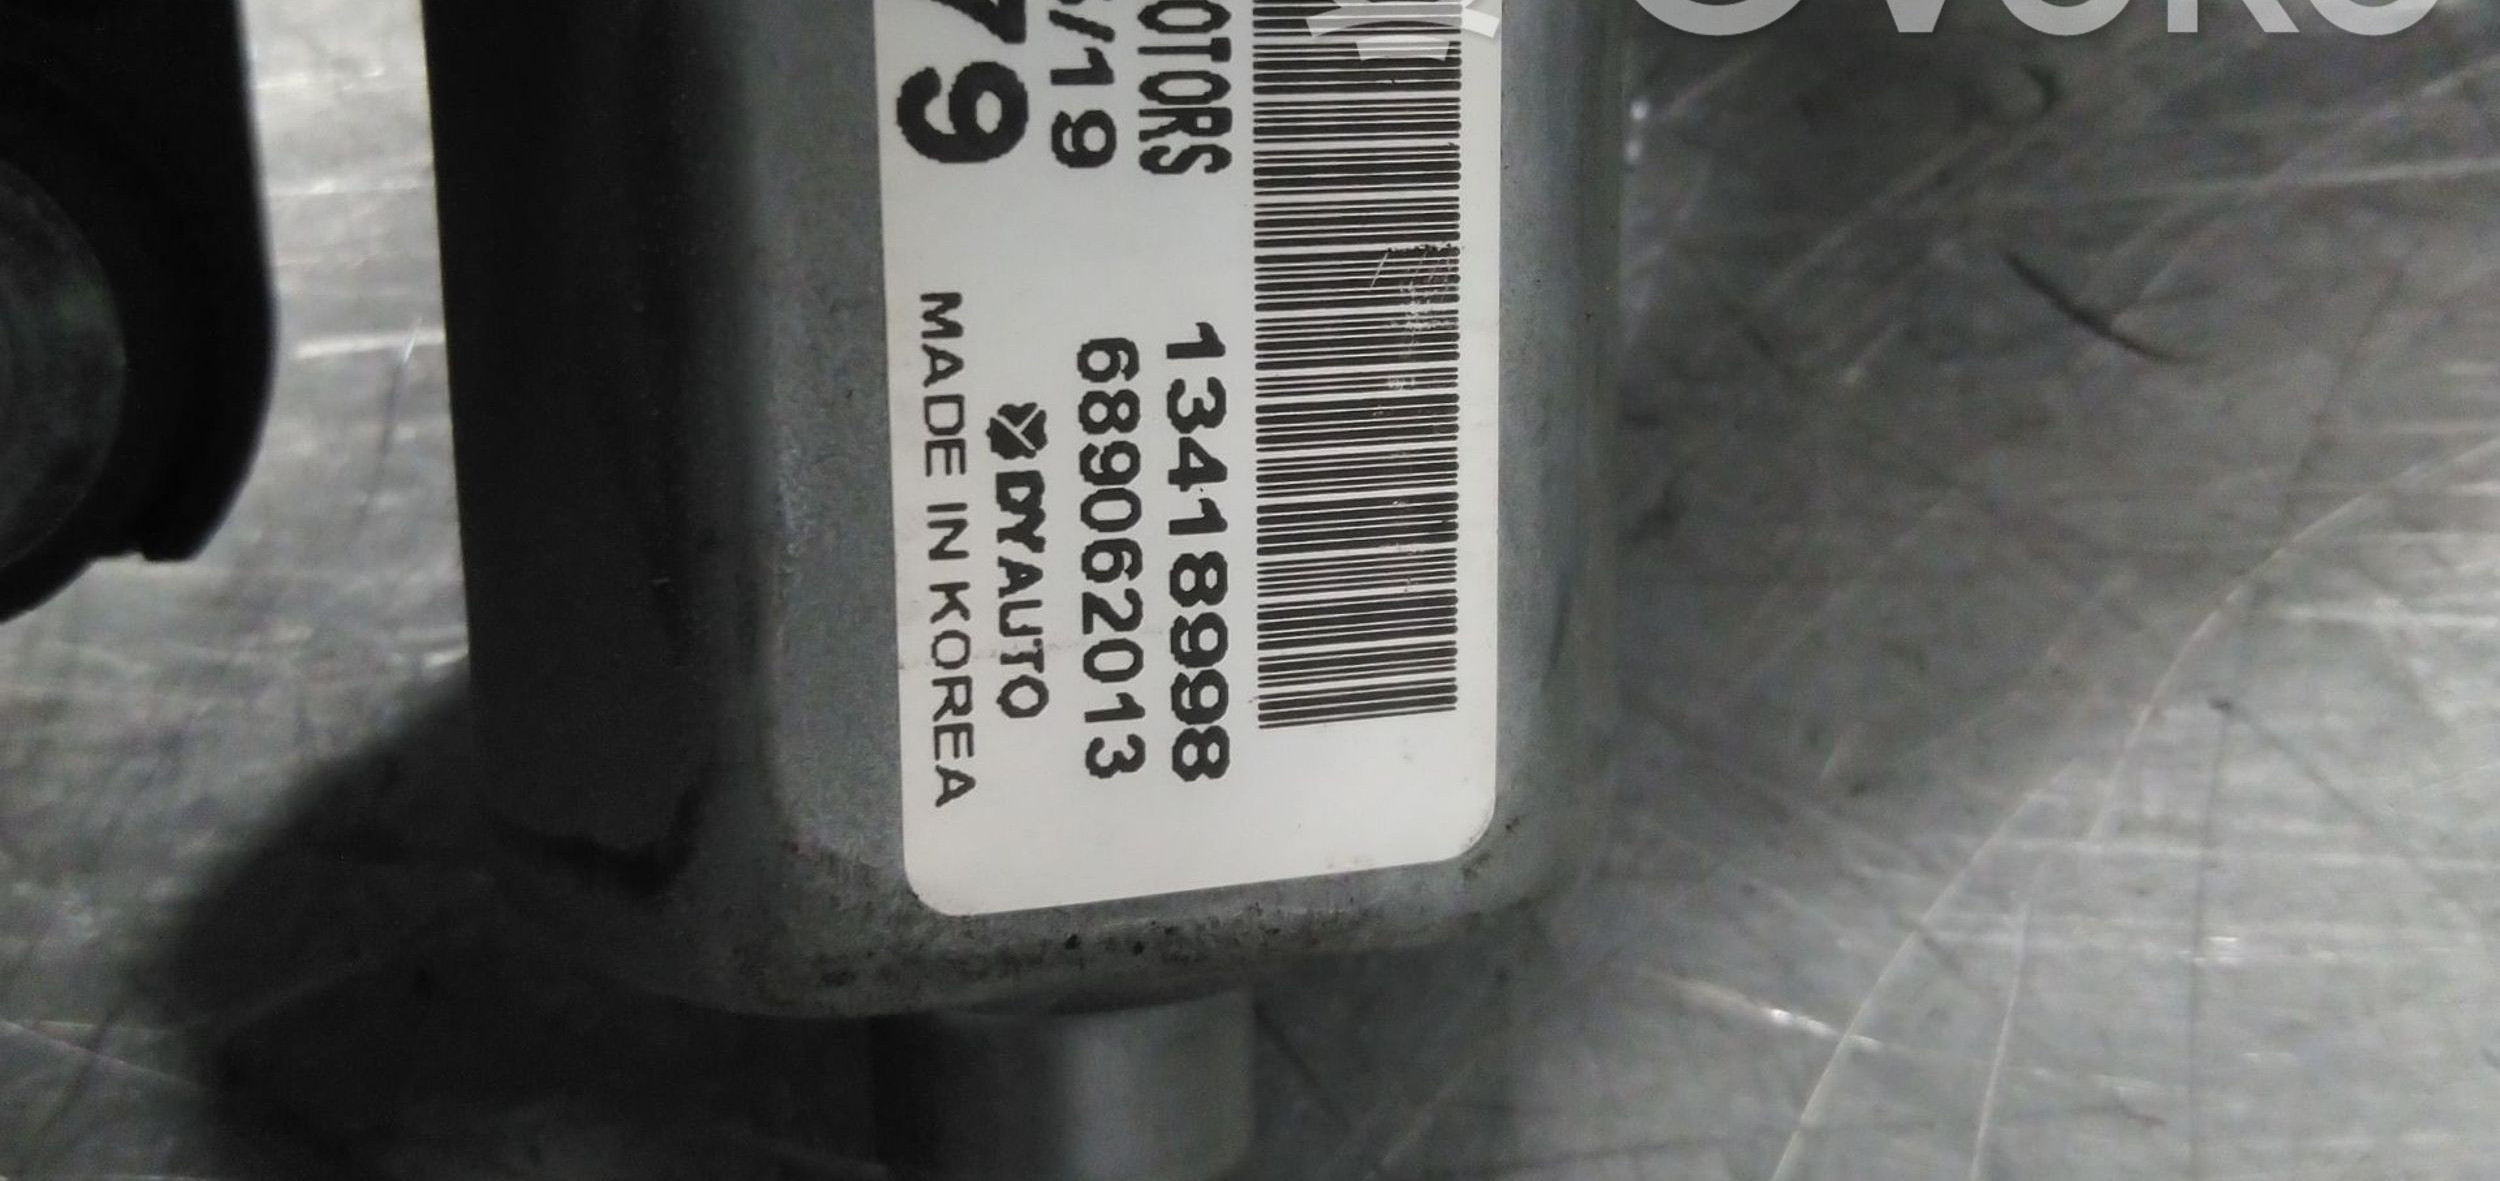 OTORS 13418998
/19 689062013
79 DYAUTO
MADE IN KOREA